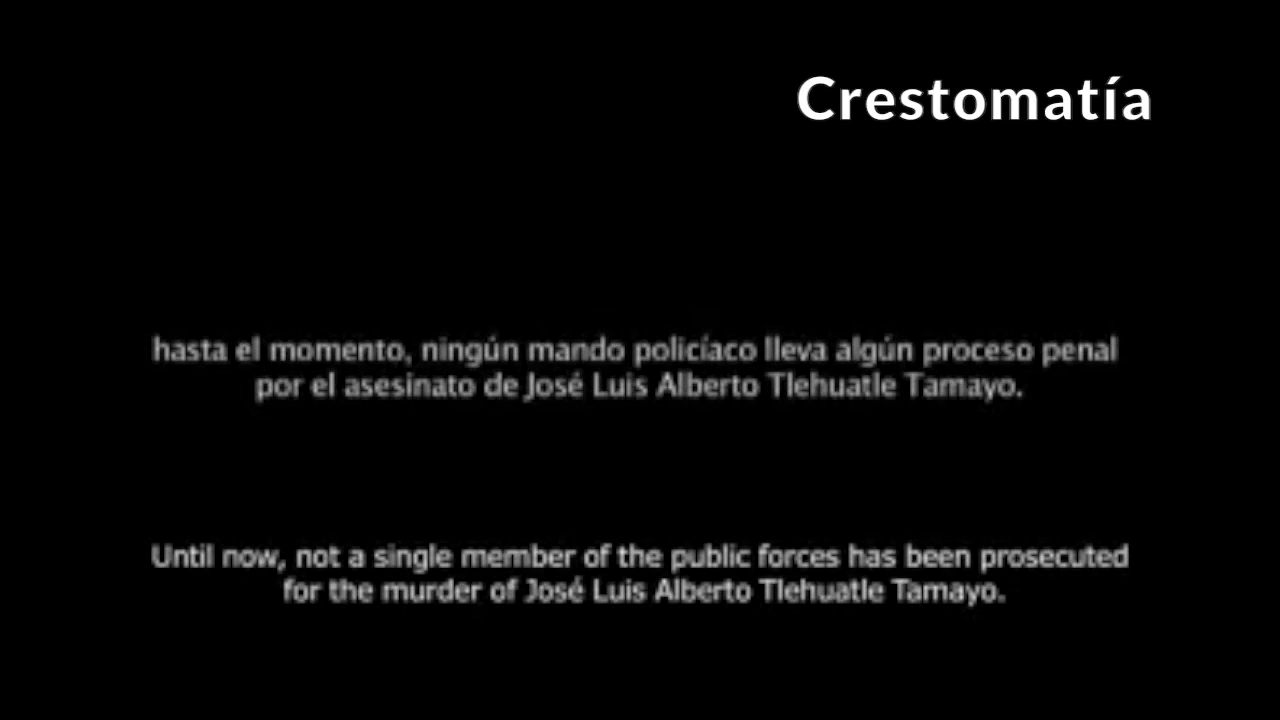 Crestomatía
hasta el momento, ningún mando policíaco lleva algún proceso penal
por el asesinato de José Luis Alberto Tlehuatle Tamayo.
Until now, not a single member of the public forces has been prosecuted
for the murder of José Luis Alberto Tlehuatle Tamayo.